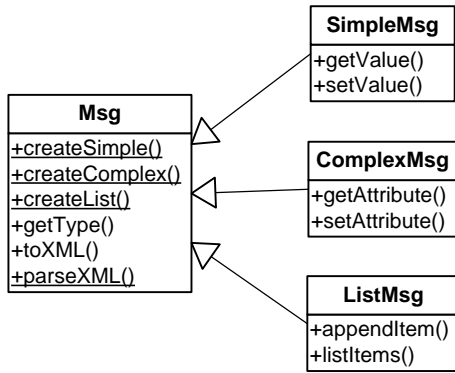 SimpleMsg
+getValue()
+setValue()
Msg
+createSimple()
+createComplex()
+createList()
+getType()
+toXML()
+parseXML()
ComplexMsg
+getAttribute()
+setAttribute()
ListMsg
+appendItem()
+listItems()